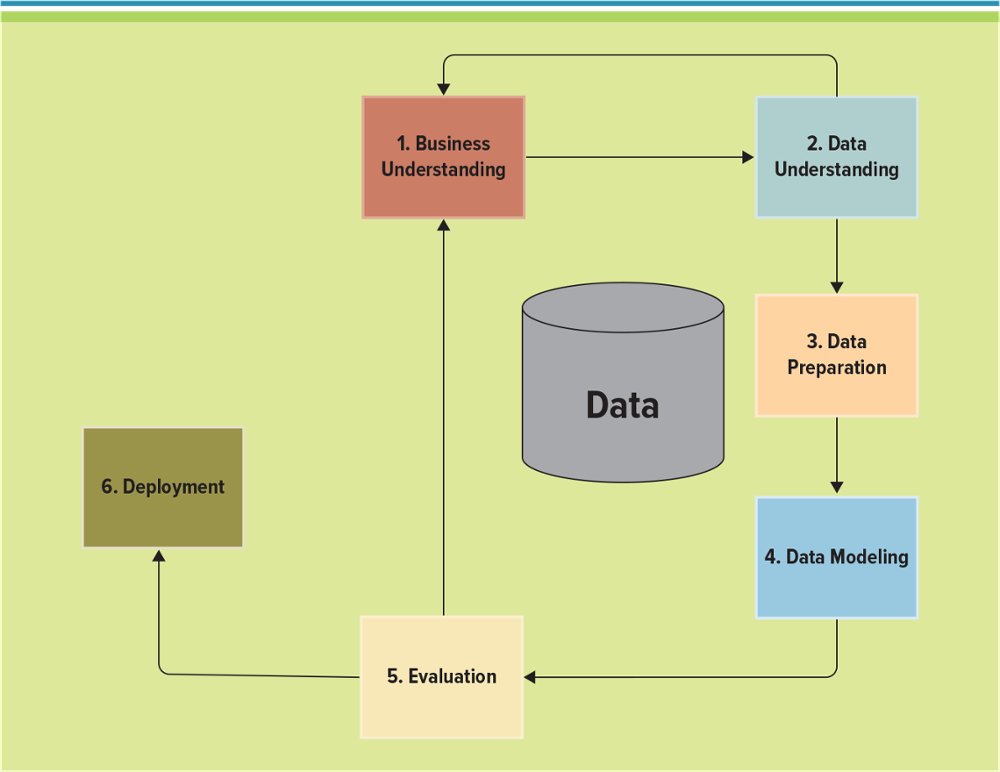 1. Business
Understanding
2. Data
Understanding
3. Data
Preparation
Data
6. Deployment
4. Data Modeling
5. Evaluation